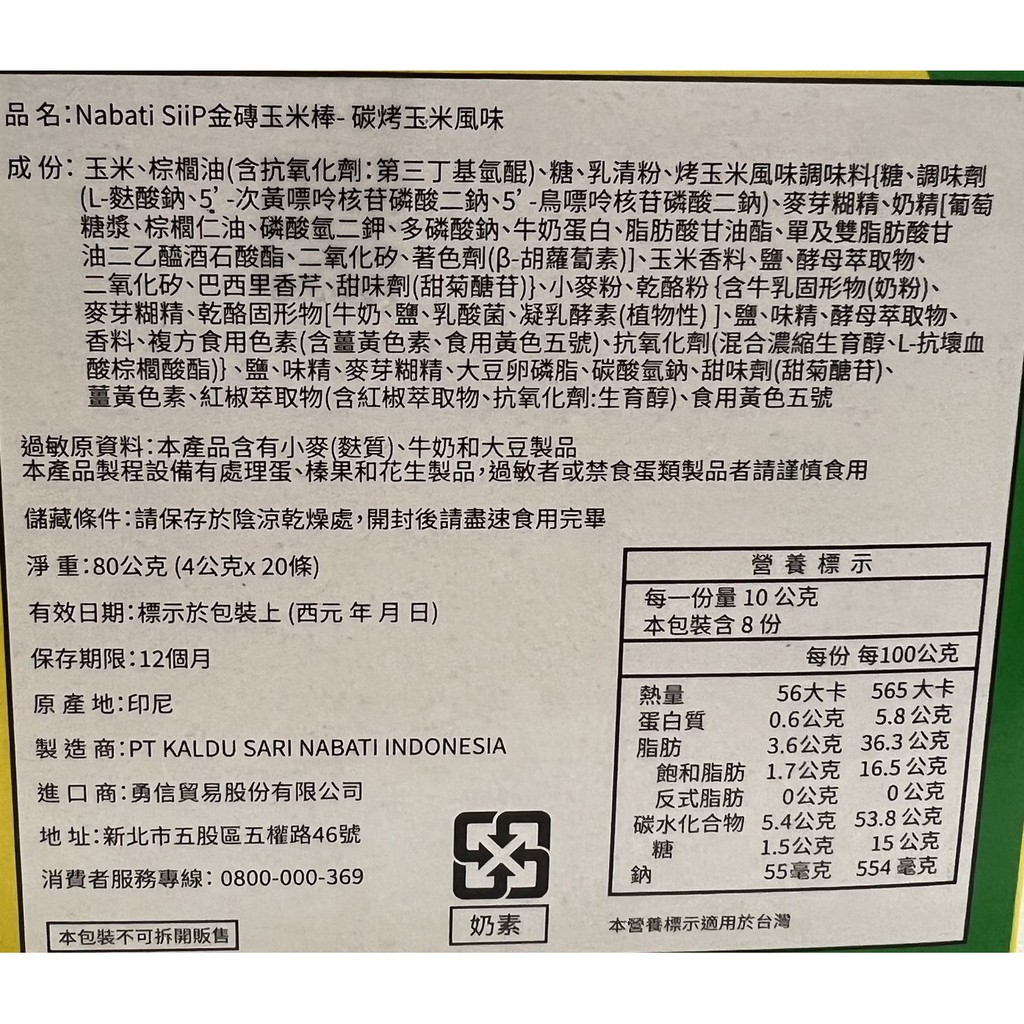 品名:Nabati SiiP金磚玉米棒- 碳烤玉米風味
成份: 玉米、棕櫚油(含抗氧化劑:第三丁基氫醌)、糖、乳清粉、烤玉米風味調味料{糖、調味劑
(L-麩酸鈉、5’-次黃嘌呤核苷磷酸二鈉、5’-鳥嘌呤核苷磷酸二鈉)、麥芽糊精、奶精[葡萄
糖漿、棕櫚仁油、磷酸氫二鉀、多磷酸鈉、牛奶蛋白、脂肪酸甘油酯、單及雙脂肪酸甘
油二乙醯酒石酸酯、二氧化矽、著色劑(β-胡蘿蔔素)]、玉米香料、鹽、酵母萃取物、
二氧化矽、巴西里香芹、甜味劑(甜菊醣苷)}、小麥粉、乾酪粉{含牛乳固形物(奶粉)、
麥芽糊精、乾酪固形物[牛奶、鹽、乳酸菌、凝乳酵素(植物性)]、鹽、味精、酵母萃取物、
香料、複方食用色素(含薑黃色素、食用黃色五號)、抗氧化劑(混合濃縮生育醇、L-抗壞血
酸棕櫚酸酯)}、鹽、味精、麥芽糊精、大豆卵磷脂、碳酸氫鈉、甜味劑(甜菊醣苷)、
薑黃色素、紅椒萃取物(含紅椒萃取物、抗氧化劑:生育醇)、食用黃色五號
過敏原資料:本產品含有小麥(麩質)、牛奶和大豆製品
本產品製程設備有處理蛋、榛果和花生製品,過敏者或禁食蛋類製品者請謹慎食用
儲藏條件:請保存於陰涼乾燥處,開封後請盡速食用完畢
淨重:80公克 (4公克x 20條)
有效日期:標示於包裝上 (西元 年 月 日)
保存期限:12個月
原產地:印尼
製造商:PT KALDU SARI NABATI INDONESIA
進口商:勇信貿易股份有限公司
地址:新北市五股區五權路46號
消費者服務專線: 0800-000-369
本包裝不可拆開販售
奶素
營養標示
每一份量 10 公克
本包裝含 8 份
每份 每100公克
熱量 56大卡 565 大卡
蛋白質 0.6公克 5.8 公克
脂肪 3.6公克 36.3 公克
飽和脂肪 1.7公克 16.5 公克
反式脂肪 0公克 0 公克
碳水化合物 5.4公克 53.8 公克
糖 1.5公克 15 公克
鈉 55毫克 554 毫克
本營養標示適用於台灣